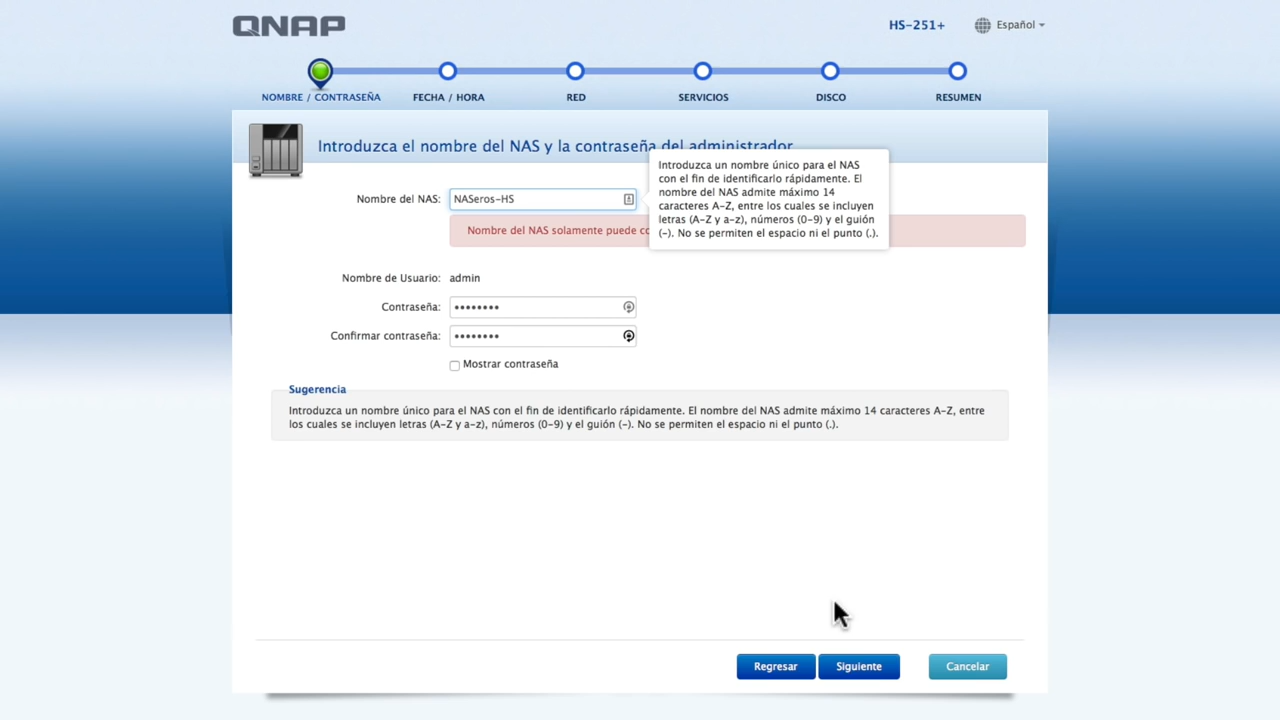 QNAP
HS-251+
Español
NOMBRE / CONTRASEÑA
FECHA / HORA
RED
SERVICIOS
DISCO
RESUMEN
Introduzca el nombre del NAS y la contraseña del administrador
Introduzca un nombre único para el NAS
con el fin de identificarlo rápidamente. El
nombre del NAS admite máximo 14
caracteres A-Z, entre los cuales se incluyen
letras (A-Z y a-z), números (0-9) y el guión
(-). No se permiten el espacio ni el punto (.).
Nombre del NAS: NASeros-HS
Nombre del NAS solamente puede
Nombre de Usuario: admin
Contraseña: ••••••••
Confirmar contraseña: ••••••••
Mostrar contraseña
Sugerencia
Introduzca un nombre único para el NAS con el fin de identificarlo rápidamente. El nombre del NAS admite máximo 14 caracteres A-Z, entre
los cuales se incluyen letras (A-Z y a-z), números (0-9) y el guión (-). No se permiten el espacio ni el punto (.).
Regresar
Siguiente
Cancelar